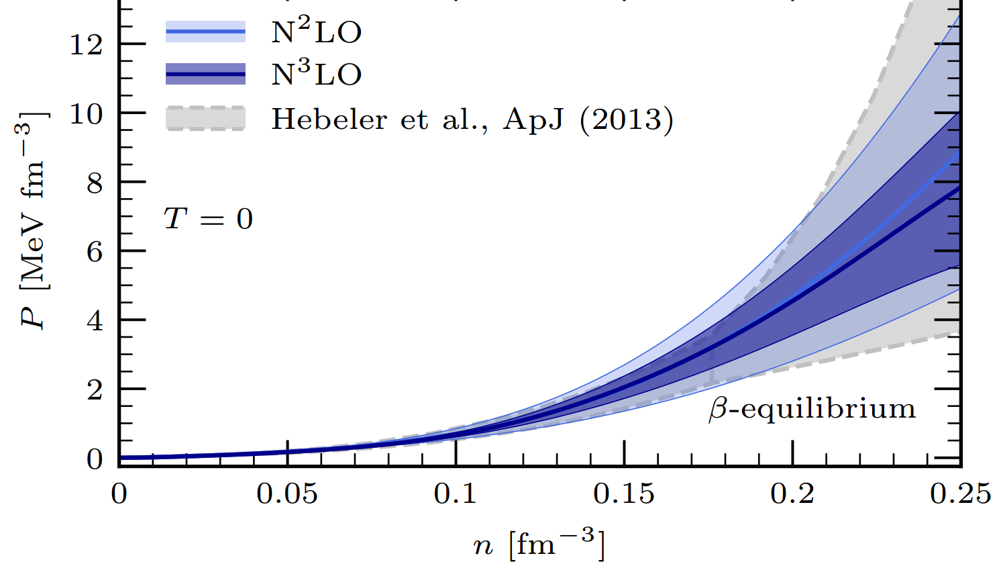 N²LO
N³LO
Hebeler et al., ApJ (2013)
T = 0
β-equilibrium
P [MeV fm⁻³]
12
10
8
6
4
2
0
0 0.05 0.1 0.15 0.2 0.25
n [fm⁻³]